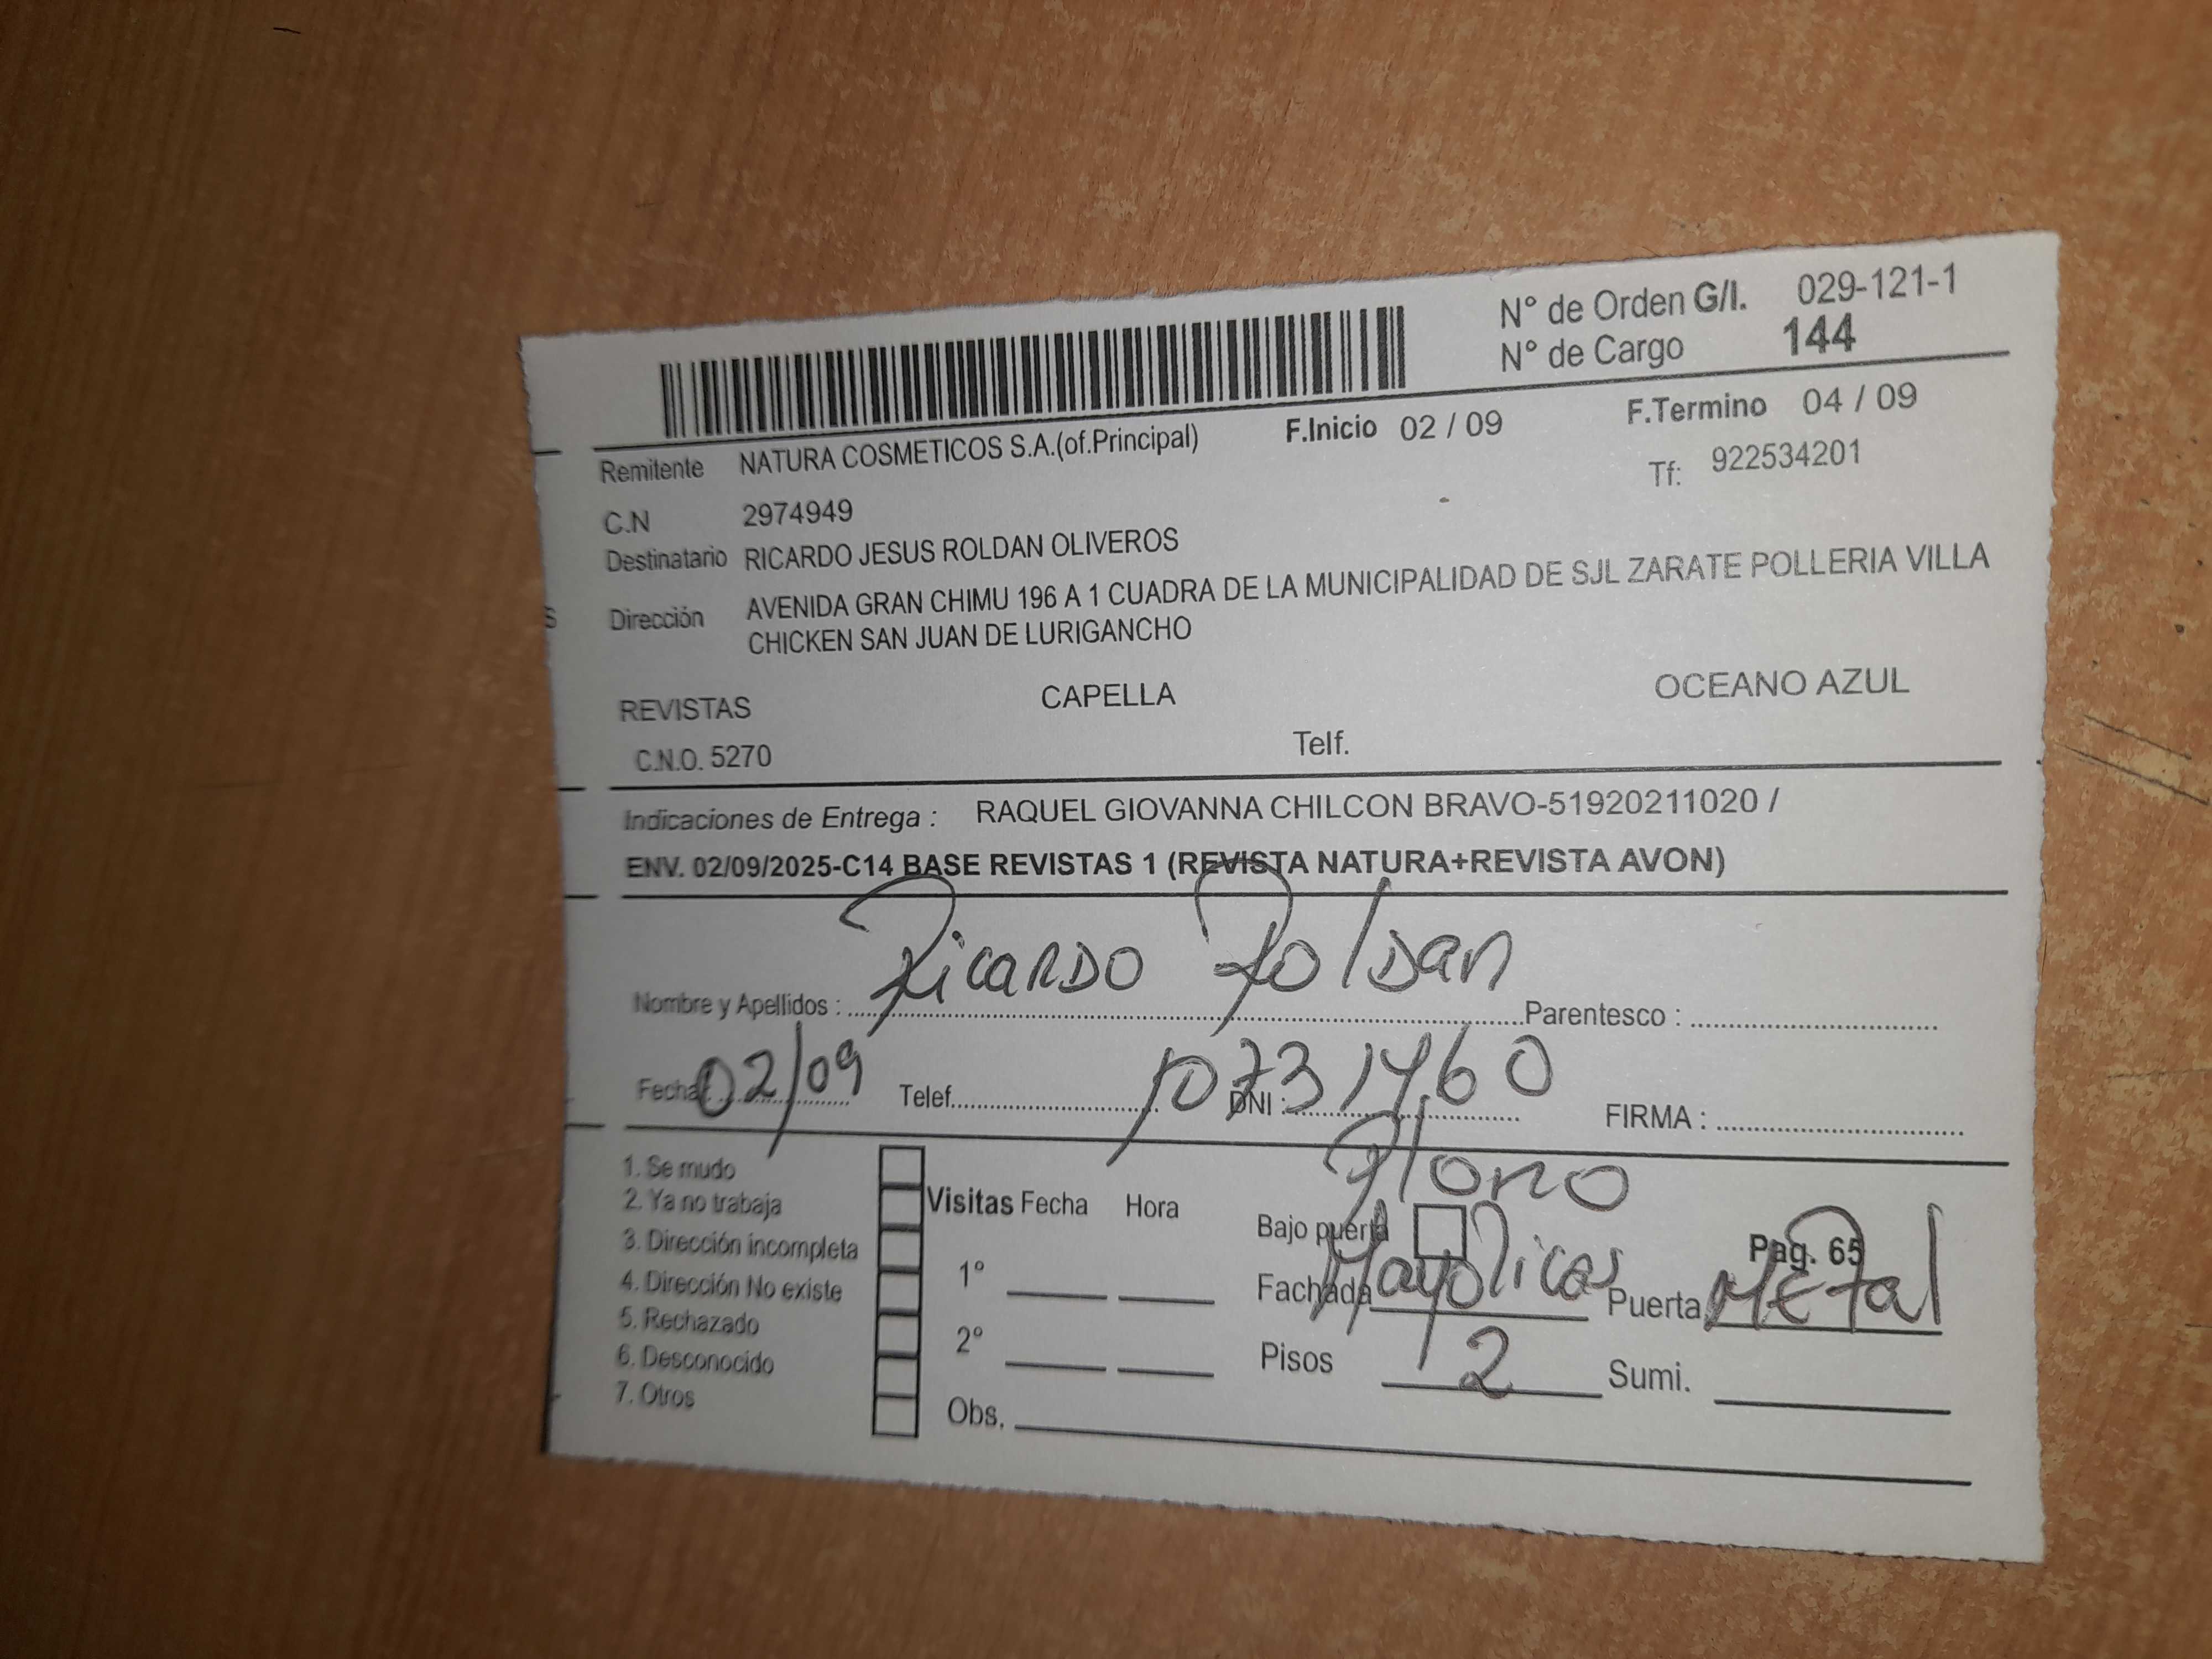 N° de Orden G/I. 029-121-1
N° de Cargo 144
F.Inicio 02 / 09 F.Termino 04 / 09
Remitente NATURA COSMETICOS S.A.(of.Principal) Tf: 922534201
C.N 2974949
Destinatario RICARDO JESUS ROLDAN OLIVEROS
Dirección AVENIDA GRAN CHIMU 196 A 1 CUADRA DE LA MUNICIPALIDAD DE SJL ZARATE POLLERIA VILLA
CHICKEN SAN JUAN DE LURIGANCHO
REVISTAS CAPELLA OCEANO AZUL
C.N.O. 5270 Telf.
Indicaciones de Entrega : RAQUEL GIOVANNA CHILCON BRAVO-51920211020 /
ENV. 02/09/2025-C14 BASE REVISTAS 1 (REVISTA NATURA+REVISTA AVON)
Nombre y Apellidos : Ricardo Roldan Parentesco :
Fecha: 02/09 Telef. DNI : 10731460 FIRMA :
1. Se mudo
2. Ya no trabaja
3. Dirección incompleta
4. Dirección No existe
5. Rechazado
6. Desconocido
7. Otros
Visitas Fecha Hora
1°
2°
Obs.
Plomo
Bajo puerta Pag. 65
Fachada Mayolicas Puerta Metal
Pisos 2 Sumi.